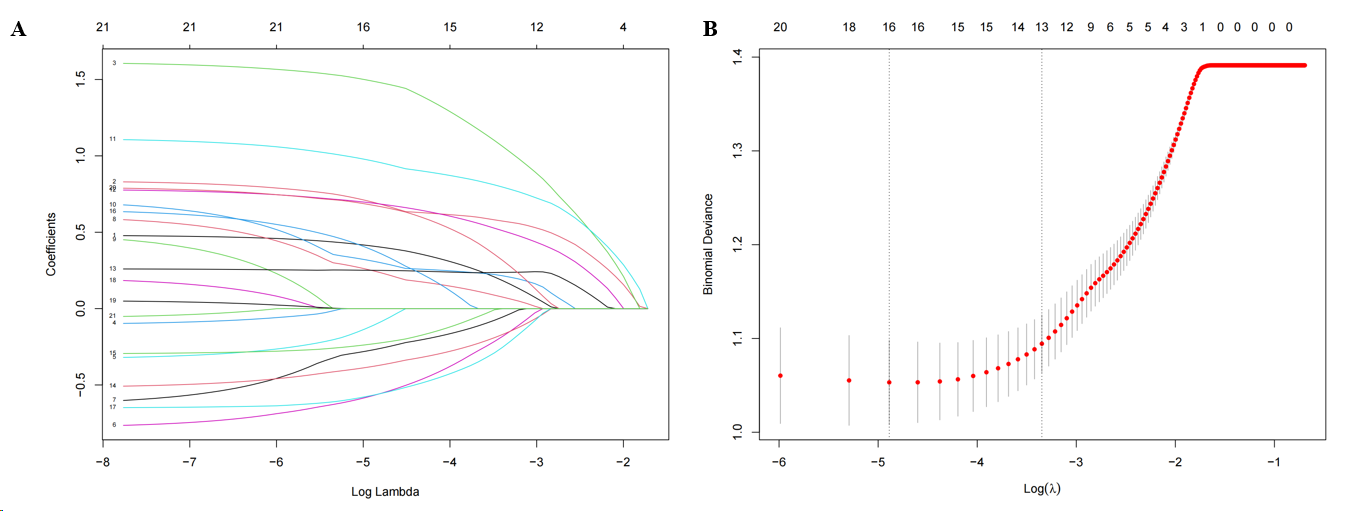 A
21 21 21 16 15 12 4
Coefficients
1.5
1.0
0.5
0.0
−0.5
3
11
2
10
16
8
1
9
13
18
19
21
4
5
14
7
17
6
−8 −7 −6 −5 −4 −3 −2
Log Lambda
B
20 18 16 16 15 15 14 13 12 9 6 5 5 4 3 1 0 0 0 0 0
Binomial Deviance
1.4
1.3
1.2
1.1
1.0
−6 −5 −4 −3 −2 −1
Log(λ)